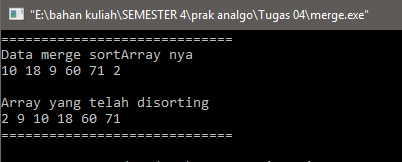 "E:\bahan kuliah\SEMESTER 4\prak analgo\Tugas 04\merge.exe"
=============================
Data merge sortArray nya
10 18 9 60 71 2
Array yang telah disorting
2 9 10 18 60 71
=============================